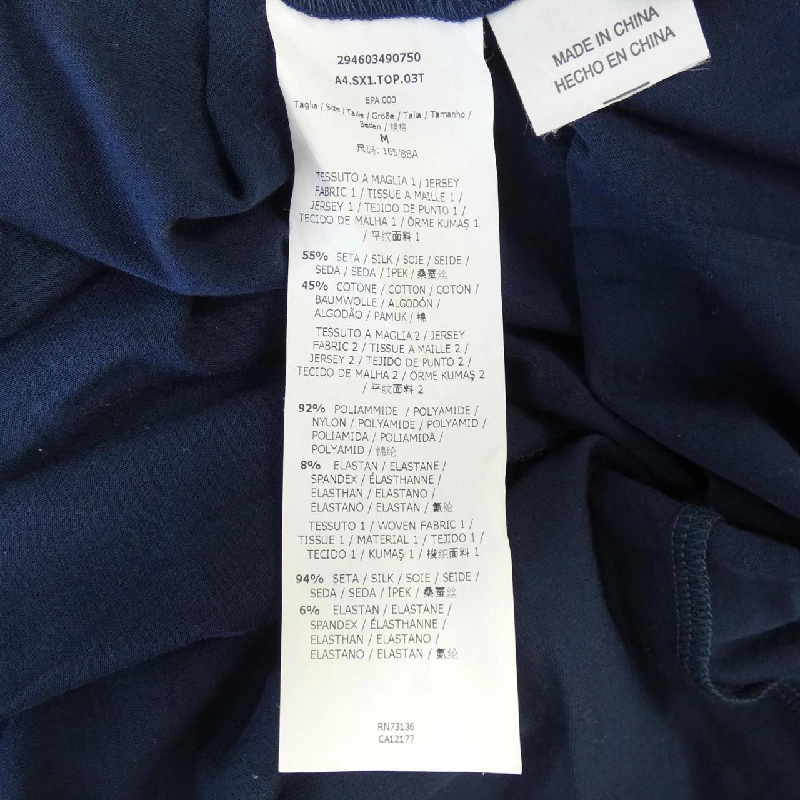 294603490750
A4.SX1.TOP.03T
EPA.000
Taglia / Size / Taille / Größe / Talla / Tamanho /
Beden / 规格
M
尺码: 165/88A
TESSUTO A MAGLIA 1 / JERSEY
FABRIC 1 / TISSUE A MAILLE 1 /
JERSEY 1 / TEJIDO DE PUNTO 1 /
TECIDO DE MALHA 1 / ÖRME KUMAŞ 1
/ 平纹面料 1
55% SETA / SILK / SOIE / SEIDE /
SEDA / SEDA / İPEK / 桑蚕丝
45% COTONE / COTTON / COTON /
BAUMWOLLE / ALGODÓN /
ALGODÃO / PAMUK / 棉
TESSUTO A MAGLIA 2 / JERSEY
FABRIC 2 / TISSUE A MAILLE 2 /
JERSEY 2 / TEJIDO DE PUNTO 2 /
TECIDO DE MALHA 2 / ÖRME KUMAŞ 2
/ 平纹面料 2
92% POLIAMMIDE / POLYAMIDE /
NYLON / POLYAMIDE / POLYAMID /
POLIAMIDA / POLIAMIDA /
POLYAMID / 锦纶
8% ELASTAN / ELASTANE /
SPANDEX / ÉLASTHANNE /
ELASTHAN / ELASTANO /
ELASTANO / ELASTAN / 氨纶
TESSUTO 1 / WOVEN FABRIC 1 /
TISSUE 1 / MATERIAL 1 / TEJIDO 1 /
TECIDO 1 / KUMAŞ 1 / 梭织面料 1
94% SETA / SILK / SOIE / SEIDE /
SEDA / SEDA / İPEK / 桑蚕丝
6% ELASTAN / ELASTANE /
SPANDEX / ÉLASTHANNE /
ELASTHAN / ELASTANO /
ELASTANO / ELASTAN / 氨纶
RN73136
CA12177
MADE IN CHINA
HECHO EN CHINA